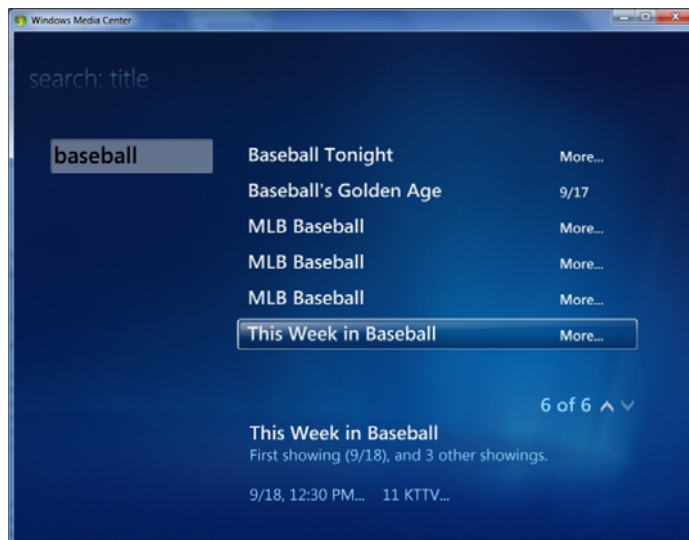 Windows Media Center
search: title
baseball
Baseball Tonight More...
Baseball's Golden Age 9/17
MLB Baseball More...
MLB Baseball More...
MLB Baseball More...
This Week in Baseball More...
6 of 6
This Week in Baseball
First showing (9/18), and 3 other showings.
9/18, 12:30 PM... 11 KTTV...